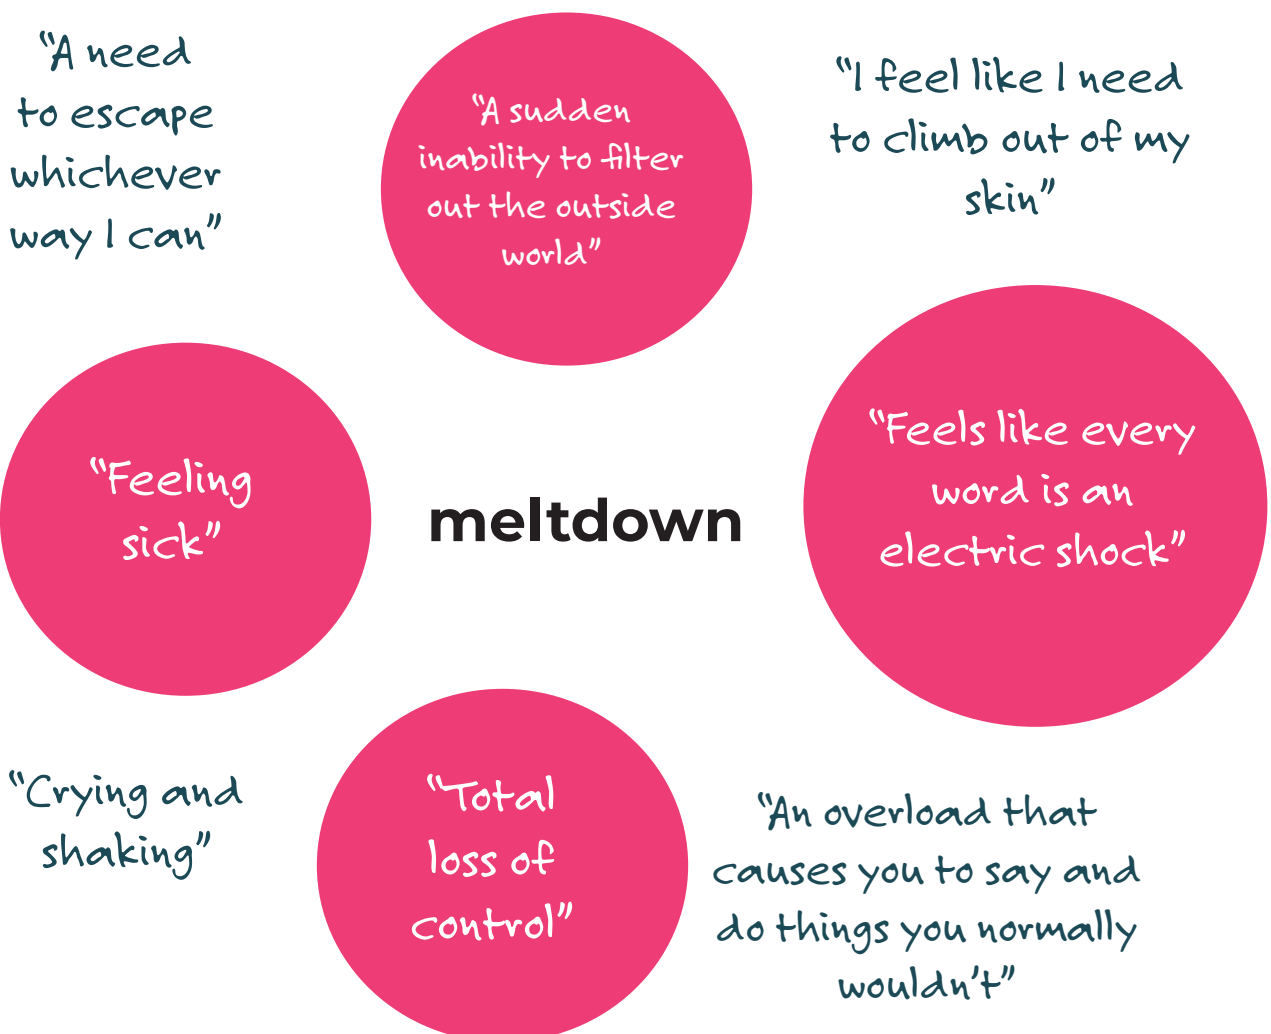 “A need
to escape
whichever
way I can”
“A sudden
inability to filter
out the outside
world”
“I feel like I need
to climb out of my
skin”
“Feeling
sick”
meltdown
“Feels like every
word is an
electric shock”
“Crying and
shaking”
“Total
loss of
control”
“An overload that
causes you to say and
do things you normally
wouldn’t”